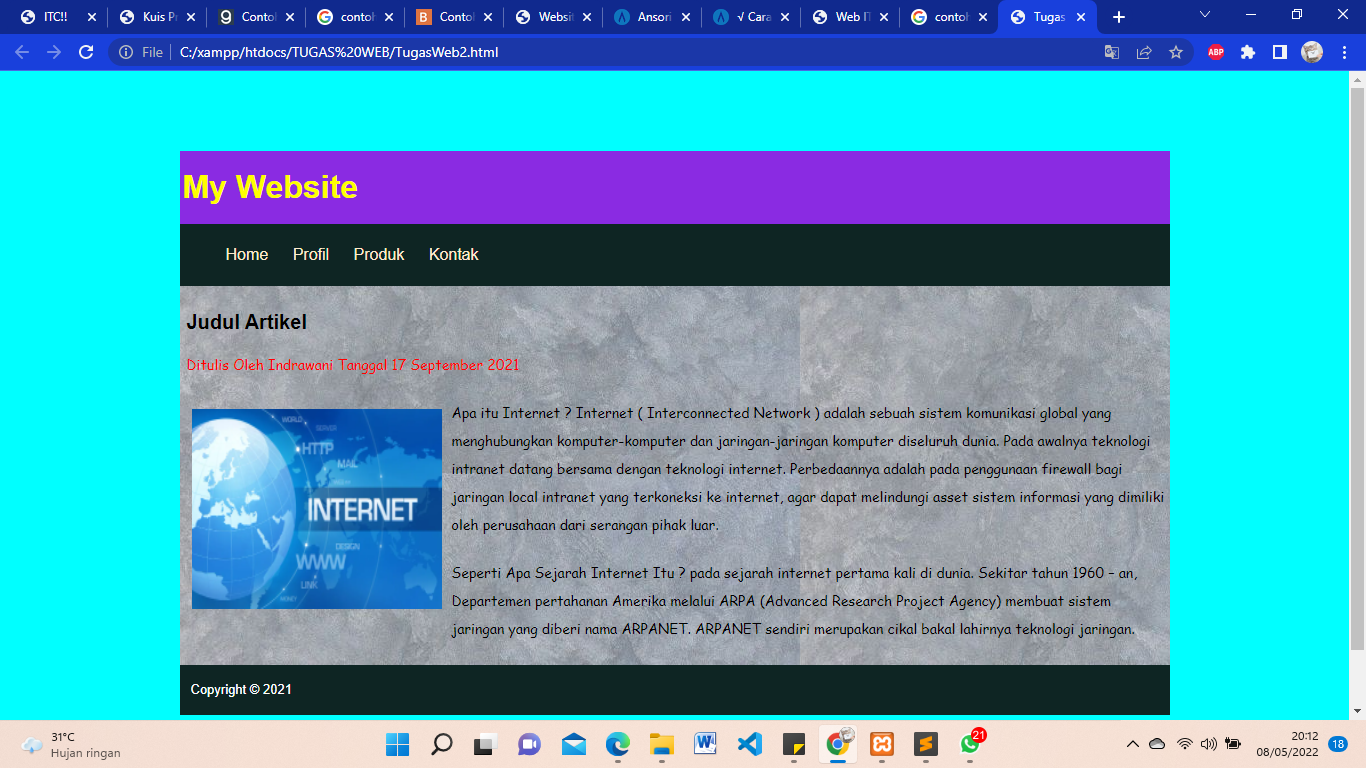 ITC!!
Kuis Pr
Contol
contoh
Contol
Websit
Ansori
√ Cara
Web IT
contoh
Tugas
File
C:/xampp/htdocs/TUGAS%20WEB/TugasWeb2.html
ABP
My Website
Home Profil Produk Kontak
Judul Artikel
Ditulis Oleh Indrawani Tanggal 17 September 2021
Apa itu Internet ? Internet ( Interconnected Network ) adalah sebuah sistem komunikasi global yang
menghubungkan komputer-komputer dan jaringan-jaringan komputer diseluruh dunia. Pada awalnya teknologi
intranet datang bersama dengan teknologi internet. Perbedaannya adalah pada penggunaan firewall bagi
jaringan local intranet yang terkoneksi ke internet, agar dapat melindungi asset sistem informasi yang dimiliki
oleh perusahaan dari serangan pihak luar.
WORLD
SERVER
HTTP
MAIL
INTERNET
DESIGN
WWW
LINK
MONEY
Seperti Apa Sejarah Internet Itu ? pada sejarah internet pertama kali di dunia. Sekitar tahun 1960 – an,
Departemen pertahanan Amerika melalui ARPA (Advanced Research Project Agency) membuat sistem
jaringan yang diberi nama ARPANET. ARPANET sendiri merupakan cikal bakal lahirnya teknologi jaringan.
Copyright © 2021
31°C
Hujan ringan
21
20:12
08/05/2022
18